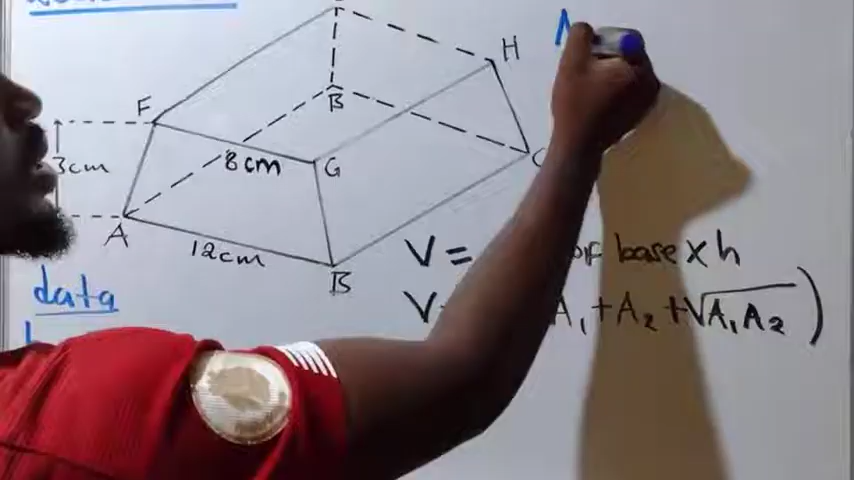 H
F
B
3cm
8cm
G
C
A
12cm
B
V = of base x h
data
V A₁ + A₂ + √A₁A₂ )